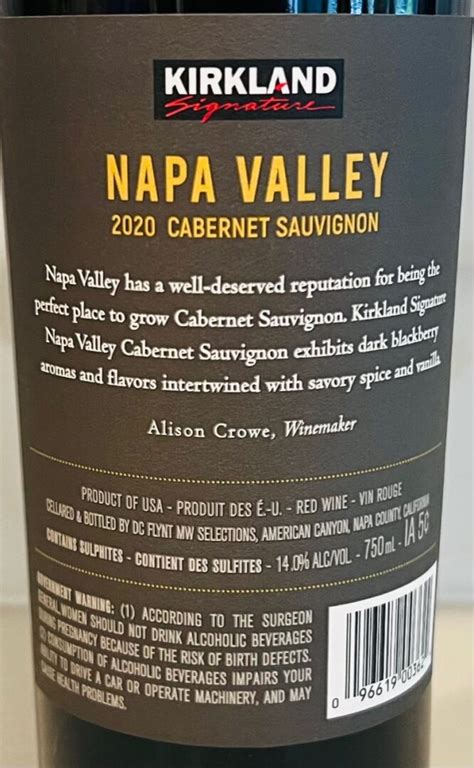 KIRKLAND
Signature
NAPA VALLEY
2020 CABERNET SAUVIGNON
Napa Valley has a well-deserved reputation for being the
perfect place to grow Cabernet Sauvignon. Kirkland Signature
Napa Valley Cabernet Sauvignon exhibits dark blackberry
aromas and flavors intertwined with savory spice and vanilla.
Alison Crowe, Winemaker
PRODUCT OF USA - PRODUIT DES É.-U. - RED WINE - VIN ROUGE
CELLARED & BOTTLED BY DC FLYNT MW SELECTIONS, AMERICAN CANYON, NAPA COUNTY, CALIFORNIA
CONTAINS SULPHITES - CONTIENT DES SULFITES - 14.0% ALC/VOL. - 750 mL - IA 5¢
GOVERNMENT WARNING: (1) ACCORDING TO THE SURGEON
GENERAL, WOMEN SHOULD NOT DRINK ALCOHOLIC BEVERAGES
DURING PREGNANCY BECAUSE OF THE RISK OF BIRTH DEFECTS.
(2) CONSUMPTION OF ALCOHOLIC BEVERAGES IMPAIRS YOUR
ABILITY TO DRIVE A CAR OR OPERATE MACHINERY, AND MAY
CAUSE HEALTH PROBLEMS.
0 96619 00362